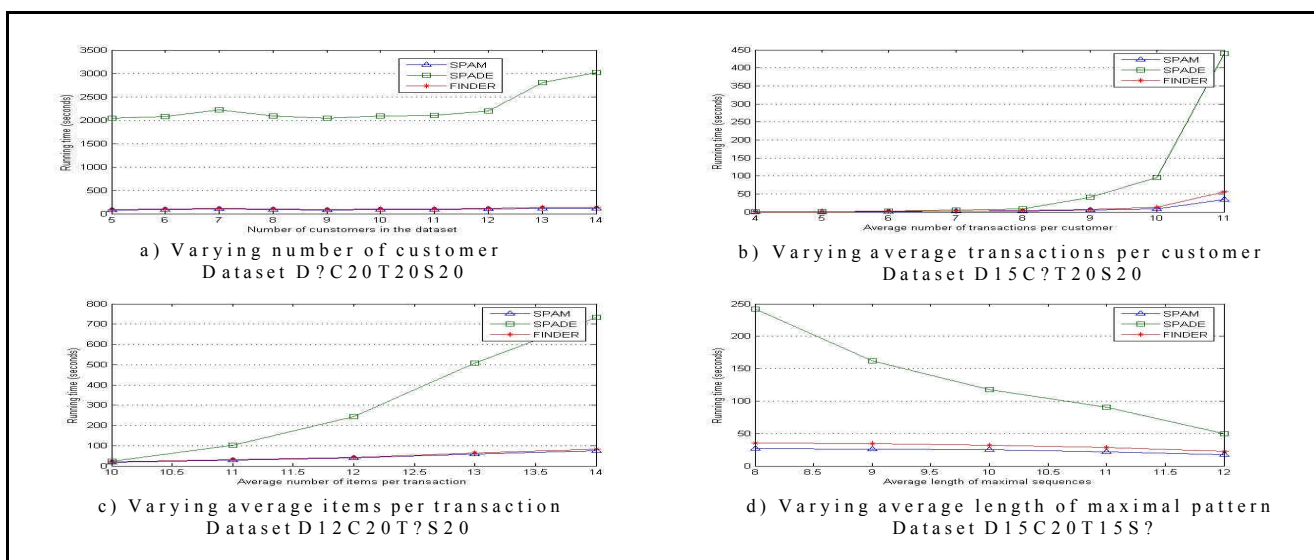 3500
3000
2500
2000
1500
1000
500
0
Running time (seconds)
SPAM
SPADE
FINDER
5 6 7 8 9 10 11 12 13 14
Number of cunstomers in the dataset
a) Varying number of customer
Dataset D?C20T20S20
450
400
350
300
250
200
150
100
50
0
Running time (seconds)
SPAM
SPADE
FINDER
4 5 6 7 8 9 10 11
Average number of transactions per customer
b) Varying average transactions per customer
Dataset D15C?T20S20
800
700
600
500
400
300
200
100
0
Running time (seconds)
SPAM
SPADE
FINDER
10 10.5 11 11.5 12 12.5 13 13.5 14
Average number of items per transaction
c) Varying average items per transaction
Dataset D12C20T?S20
250
200
150
100
50
0
Running time (seconds)
SPAM
SPADE
FINDER
8 8.5 9 9.5 10 10.5 11 11.5 12
Average length of maximal sequences
d) Varying average length of maximal pattern
Dataset D15C20T15S?